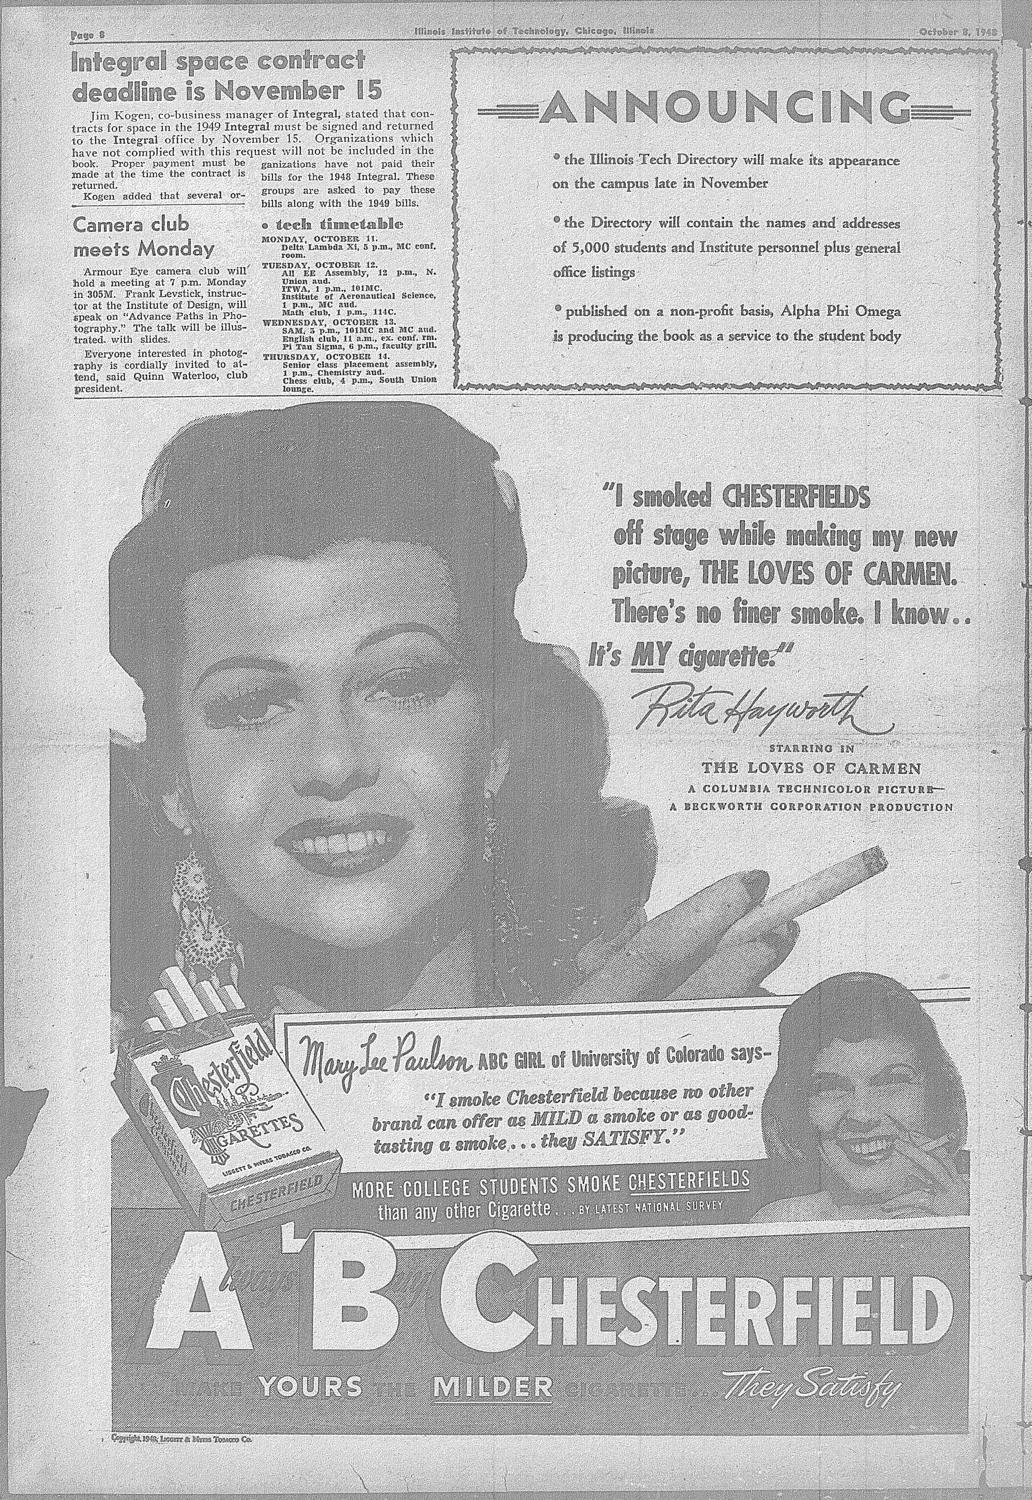 Page 8
Illinois Institute of Technology, Chicago, Illinois
October 8, 1948
Integral space contract
deadline is November 15
Jim Kogen, co-business manager of Integral, stated that con-
tracts for space in the 1949 Integral must be signed and returned
to the Integral office by November 15. Organizations which
have not complied with this request will not be included in the
book. Proper payment must be
made at the time the contract is
returned.
Kogen added that several or-
ganizations have not paid their
bills for the 1948 Integral. These
groups are asked to pay these
bills along with the 1949 bills.
Camera club
meets Monday
Armour Eye camera club will
hold a meeting at 7 p.m. Monday
in 305M. Frank Levstick, instruc-
tor at the Institute of Design, will
speak on "Advance Paths in Pho-
tography." The talk will be illus-
trated. with slides.
Everyone interested in photog-
raphy is cordially invited to at-
tend, said Quinn Waterloo, club
president.
• tech timetable
MONDAY, OCTOBER 11.
Delta Lambda Xi, 5 p.m., MC conf.
room.
TUESDAY, OCTOBER 12.
All EE Assembly, 12 p.m., N.
Union aud.
ITWA, 1 p.m., 101MC.
Institute of Aeronautical Science,
1 p.m., MC aud.
Math club, 1 p.m., 114C.
WEDNESDAY, OCTOBER 13.
SAM, 5 p.m., 101MC and MC aud.
English club, 11 a.m., ex. conf. rm.
Pi Tau Sigma, 6 p.m., faculty grill.
THURSDAY, OCTOBER 14.
Senior class placement assembly,
1 p.m., Chemistry aud.
Chess club, 4 p.m., South Union
lounge.
ANNOUNCING
• the Illinois Tech Directory will make its appearance
on the campus late in November
• the Directory will contain the names and addresses
of 5,000 students and Institute personnel plus general
office listings
• published on a non-profit basis, Alpha Phi Omega
is producing the book as a service to the student body
"I smoked CHESTERFIELDS
off stage while making my new
picture, THE LOVES OF CARMEN.
There's no finer smoke. I know..
It's MY cigarette."
Rita Hayworth
STARRING IN
THE LOVES OF CARMEN
A COLUMBIA TECHNICOLOR PICTURE—
A BECKWORTH CORPORATION PRODUCTION
Chesterfield
CIGARETTES
LIGGETT & MYERS TOBACCO CO.
CHESTERFIELD
Chesterfield
Mary Lee Paulson ABC GIRL of University of Colorado says—
"I smoke Chesterfield because no other
brand can offer as MILD a smoke or as good-
tasting a smoke... they SATISFY."
MORE COLLEGE STUDENTS SMOKE CHESTERFIELDS
than any other Cigarette... BY LATEST NATIONAL SURVEY
Always Buy CHESTERFIELD
MAKE YOURS THE MILDER CIGARETTE... They Satisfy
Copyright 1948, LIGGETT & MYERS TOBACCO CO.